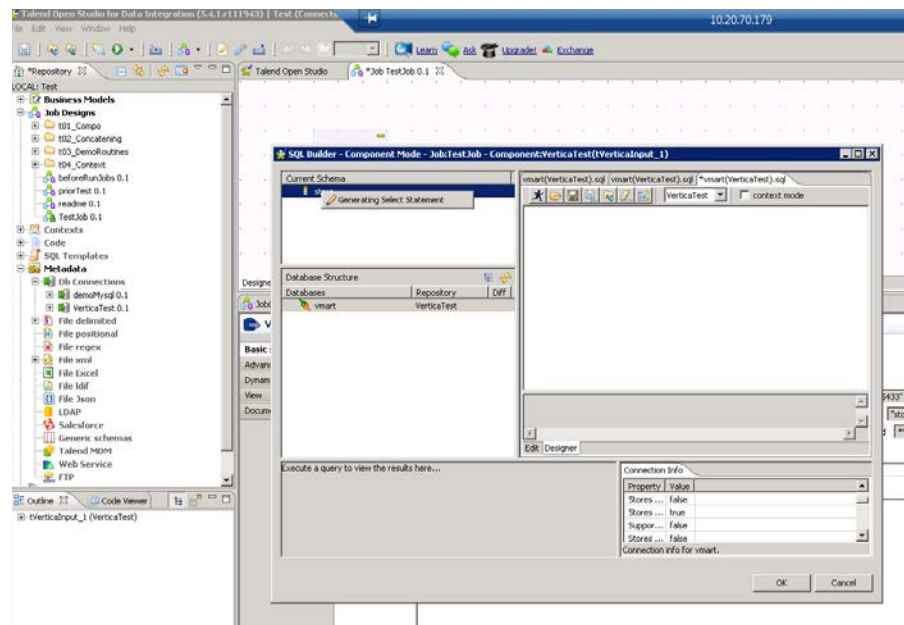 Talend Open Studio for Data Integration (5.4.1.r111943) | Test (Connecti
10.20.70.179
File Edit View Window Help
Learn Ask Upgrade! Exchange
*Repository
LOCAL: Test
Business Models
Job Designs
t01_Compo
t02_Concatening
t03_DemoRoutines
t04_Context
beforeRunJobs 0.1
priorTest 0.1
readme 0.1
TestJob 0.1
Contexts
Code
SQL Templates
Metadata
Db Connections
demoMysql 0.1
VerticaTest 0.1
File delimited
File positional
File regex
File xml
File Excel
File ldif
File Json
LDAP
Salesforce
Generic schemas
Talend MDM
Web Service
FTP
Outline Code Viewer
tVerticaInput_1 (VerticaTest)
Talend Open Studio *Job TestJob 0.1
Designe
Job(
V
Basic s
Advanc
Dynam
View
Docum
SQL Builder - Component Mode - Job:TestJob - Component:VerticaTest(tVerticaInput_1)
Current Schema
Generating Select Statement
Database Structure
Databases Repository Diff
vmart VerticaTest
vmart(VerticaTest).sql vmart(VerticaTest).sql *vmart(VerticaTest).sql
VerticaTest context mode
Edit Designer
Execute a query to view the results here...
Connection Info
Property Value
Stores ... false
Stores ... true
Suppor... false
Stores ... false
Connection info for vmart.
OK Cancel
5433"
"sto